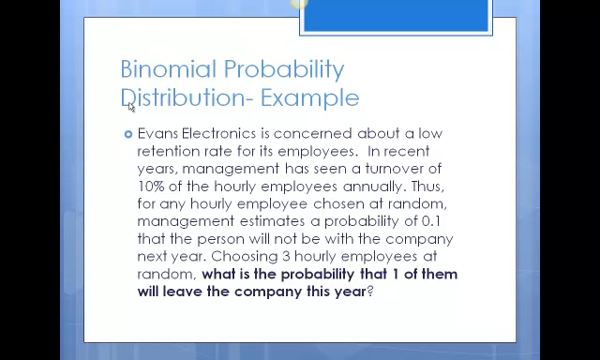 Binomial Probability
Distribution- Example
Evans Electronics is concerned about a low
retention rate for its employees. In recent
years, management has seen a turnover of
10% of the hourly employees annually. Thus,
for any hourly employee chosen at random,
management estimates a probability of 0.1
that the person will not be with the company
next year. Choosing 3 hourly employees at
random, what is the probability that 1 of them
will leave the company this year?